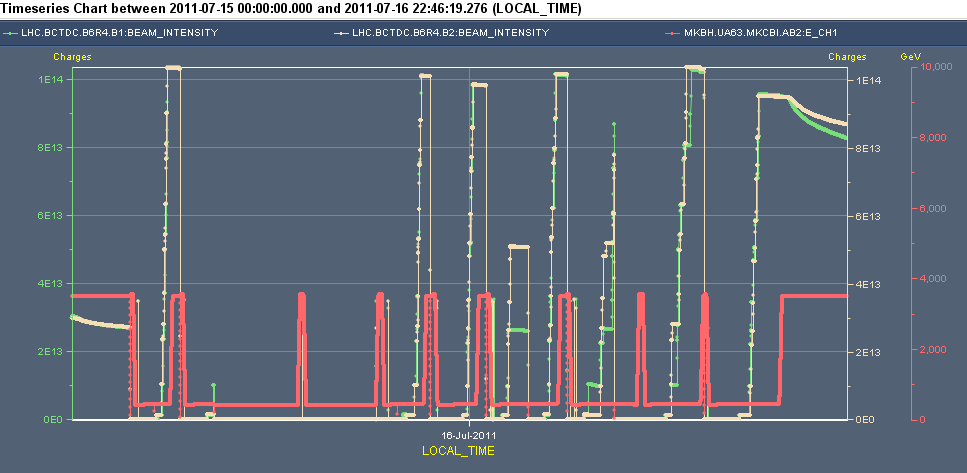 Timeseries Chart between 2011-07-15 00:00:00.000 and 2011-07-16 22:46:19.276 (LOCAL_TIME)
LHC.BCTDC.B6R4.B1:BEAM_INTENSITY LHC.BCTDC.B6R4.B2:BEAM_INTENSITY MKBH.UA63.MKCBI.AB2:E_CH1
Charges Charges GeV
1E14 1E14 10,000
8E13 8E13 8,000
6E13 6E13 6,000
4E13 4E13 4,000
2E13 2E13 2,000
0E0 0E0 0
16-Jul-2011
LOCAL_TIME